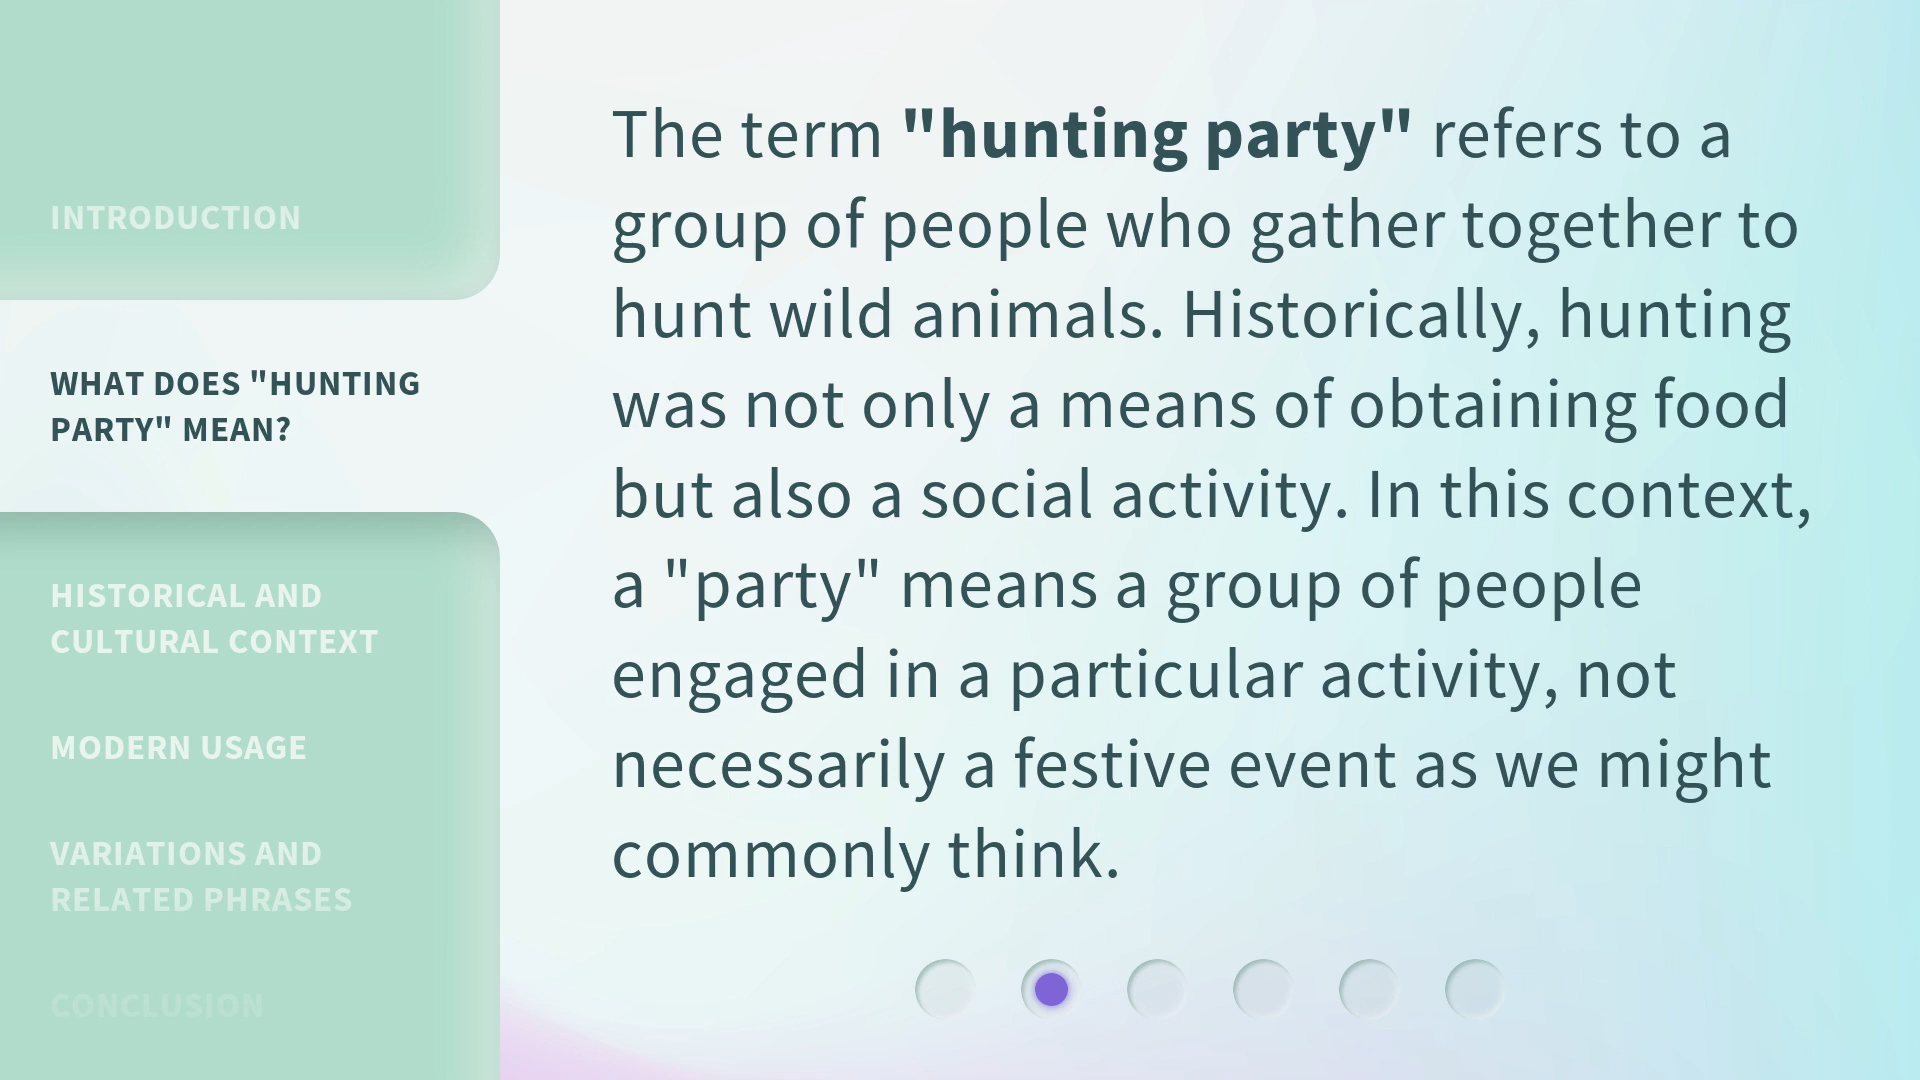 INTRODUCTION
WHAT DOES "HUNTING
PARTY" MEAN?
HISTORICAL AND
CULTURAL CONTEXT
MODERN USAGE
VARIATIONS AND
RELATED PHRASES
CONCLUSION
The term "hunting party" refers to a
group of people who gather together to
hunt wild animals. Historically, hunting
was not only a means of obtaining food
but also a social activity. In this context,
a "party" means a group of people
engaged in a particular activity, not
necessarily a festive event as we might
commonly think.